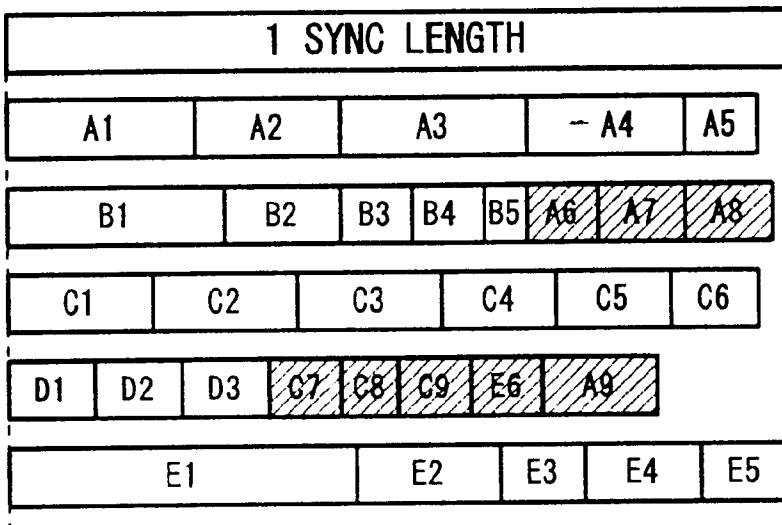 1 SYNC LENGTH
A1 A2 A3 - A4 A5
B1 B2 B3 B4 B5 A6 A7 A8
C1 C2 C3 C4 C5 C6
D1 D2 D3 C7 C8 C9 E6 A9
E1 E2 E3 E4 E5